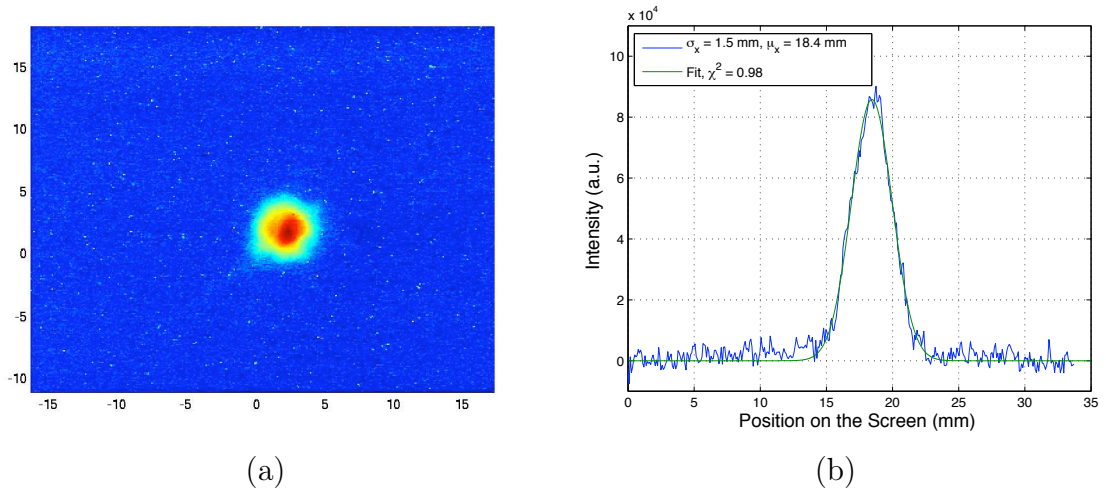 15
10
5
0
-5
-10
-15 -10 -5 0 5 10 15
(a)
x 10⁴
σx = 1.5 mm, μx = 18.4 mm
Fit, χ² = 0.98
10
8
6
4
2
0
Intensity (a.u.)
0 5 10 15 20 25 30 35
Position on the Screen (mm)
(b)